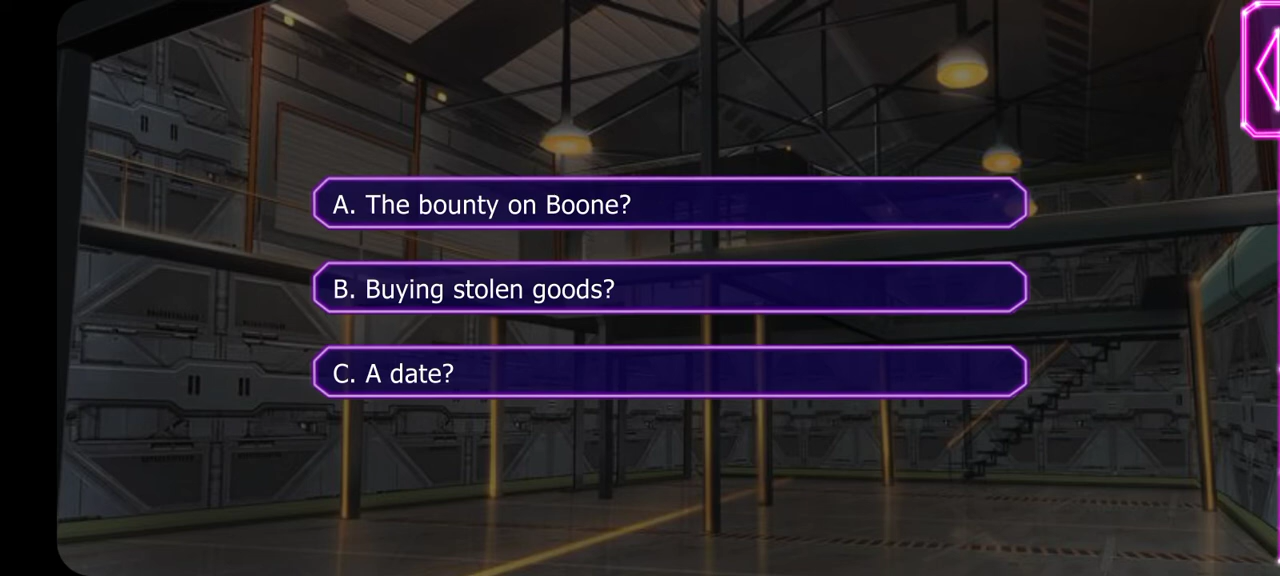 A. The bounty on Boone?
B. Buying stolen goods?
C. A date?